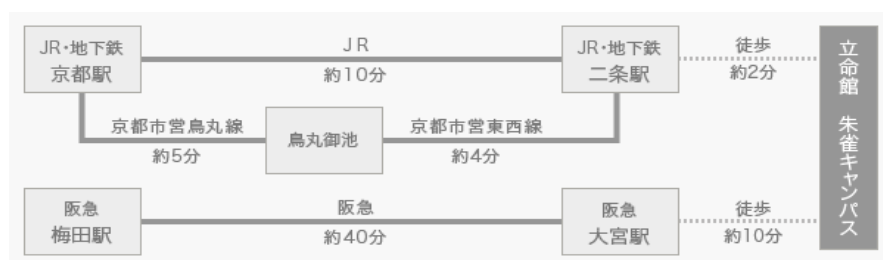 JR・地下鉄
京都駅
JR
約10分
JR・地下鉄
二条駅
徒歩
約2分
京都市営烏丸線
約5分
烏丸御池
京都市営東西線
約4分
阪急
梅田駅
阪急
約40分
阪急
大宮駅
徒歩
約10分
立命館 朱雀キャンパス